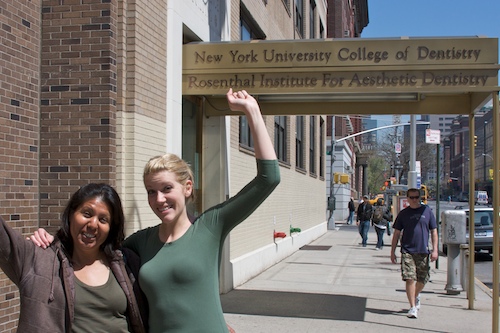 New York University College of Dentistry
Rosenthal Institute For Aesthetic Dentistry